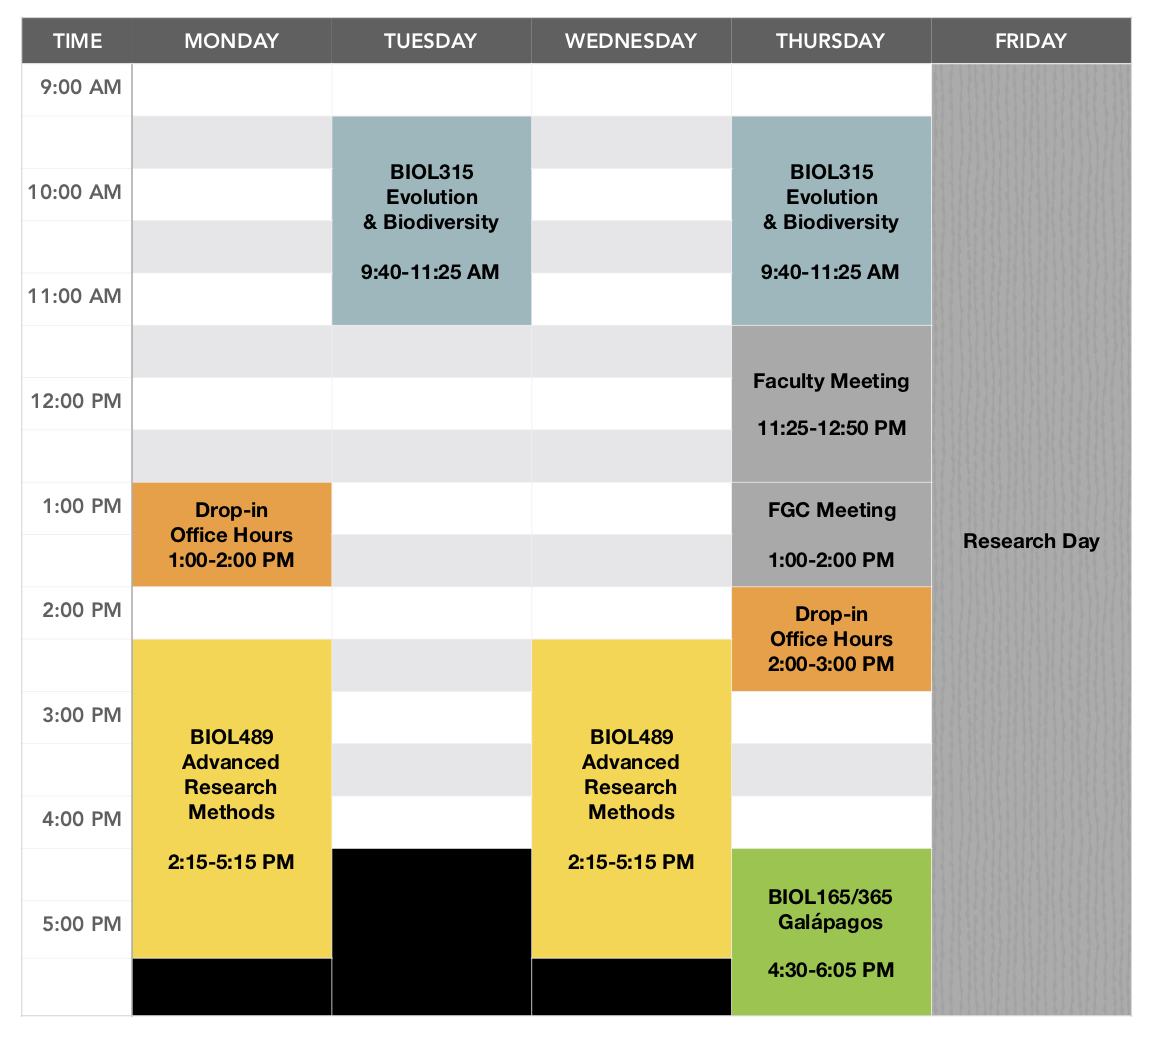 TIME MONDAY TUESDAY WEDNESDAY THURSDAY FRIDAY
9:00 AM
BIOL315
Evolution
& Biodiversity
9:40-11:25 AM
BIOL315
Evolution
& Biodiversity
9:40-11:25 AM
10:00 AM
11:00 AM
Faculty Meeting
11:25-12:50 PM
12:00 PM
1:00 PM
Drop-in
Office Hours
1:00-2:00 PM
FGC Meeting
1:00-2:00 PM
Research Day
2:00 PM
Drop-in
Office Hours
2:00-3:00 PM
BIOL489
Advanced
Research
Methods
2:15-5:15 PM
BIOL489
Advanced
Research
Methods
2:15-5:15 PM
3:00 PM
4:00 PM
BIOL165/365
Galápagos
4:30-6:05 PM
5:00 PM